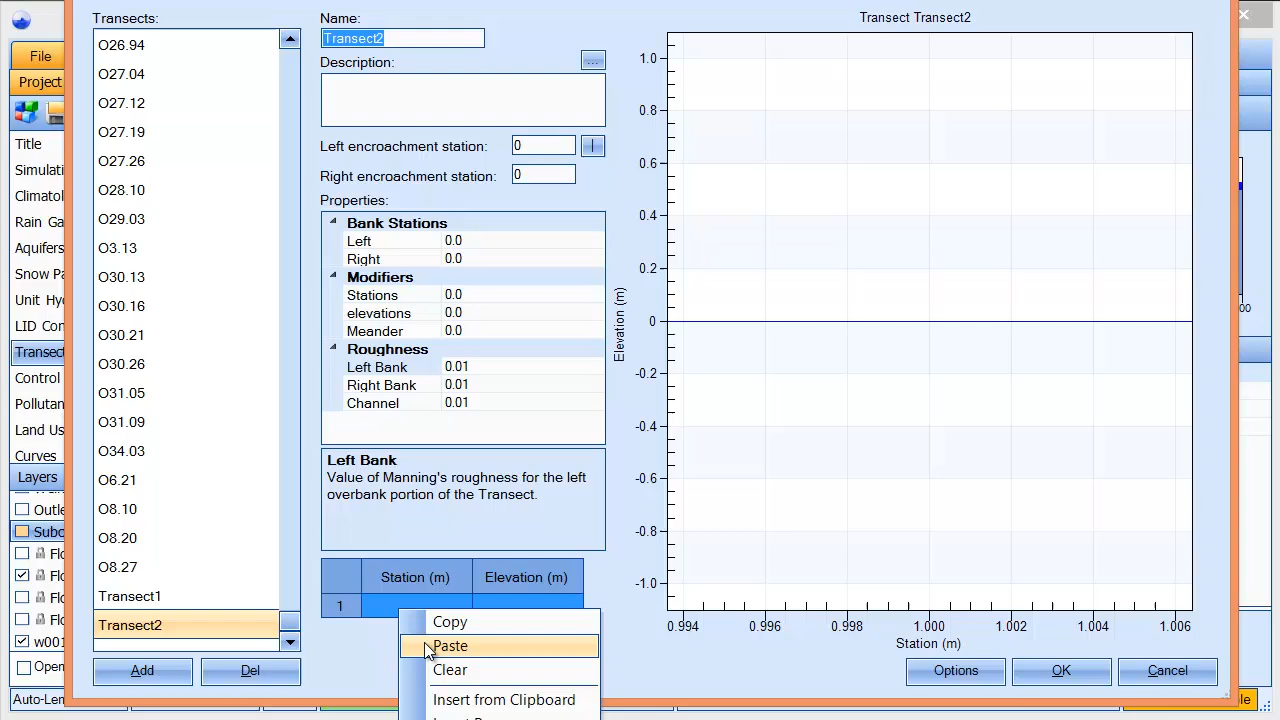 Transects:
O26.94
O27.04
O27.12
O27.19
O27.26
O28.10
O29.03
O3.13
O30.13
O30.16
O30.21
O30.26
O31.05
O31.09
O34.03
O6.21
O8.10
O8.20
O8.27
Transect1
Transect2
Add
Del
Name:
Transect2
Description:
...
Left encroachment station:
0
Right encroachment station:
0
Properties:
Bank Stations
Left 0.0
Right 0.0
Modifiers
Stations 0.0
elevations 0.0
Meander 0.0
Roughness
Left Bank 0.01
Right Bank 0.01
Channel 0.01
Left Bank
Value of Manning's roughness for the left
overbank portion of the Transect.
Station (m) Elevation (m)
1
Copy
Paste
Clear
Insert from Clipboard
Transect Transect2
1.0
0.8
0.6
0.4
0.2
0
-0.2
-0.4
-0.6
-0.8
-1.0
Elevation (m)
0.994 0.996 0.998 1.000 1.002 1.004 1.006
Station (m)
Options
OK
Cancel
File
Project
Title
Simulati
Climatol
Rain Ga
Aquifers
Snow Pa
Unit Hyd
LID Con
Transect
Control
Pollutan
Land Us
Curves
Layers
Outle
Subc
Flo
Flo
Flo
Flo
w001
Open
Auto-Len
00
le